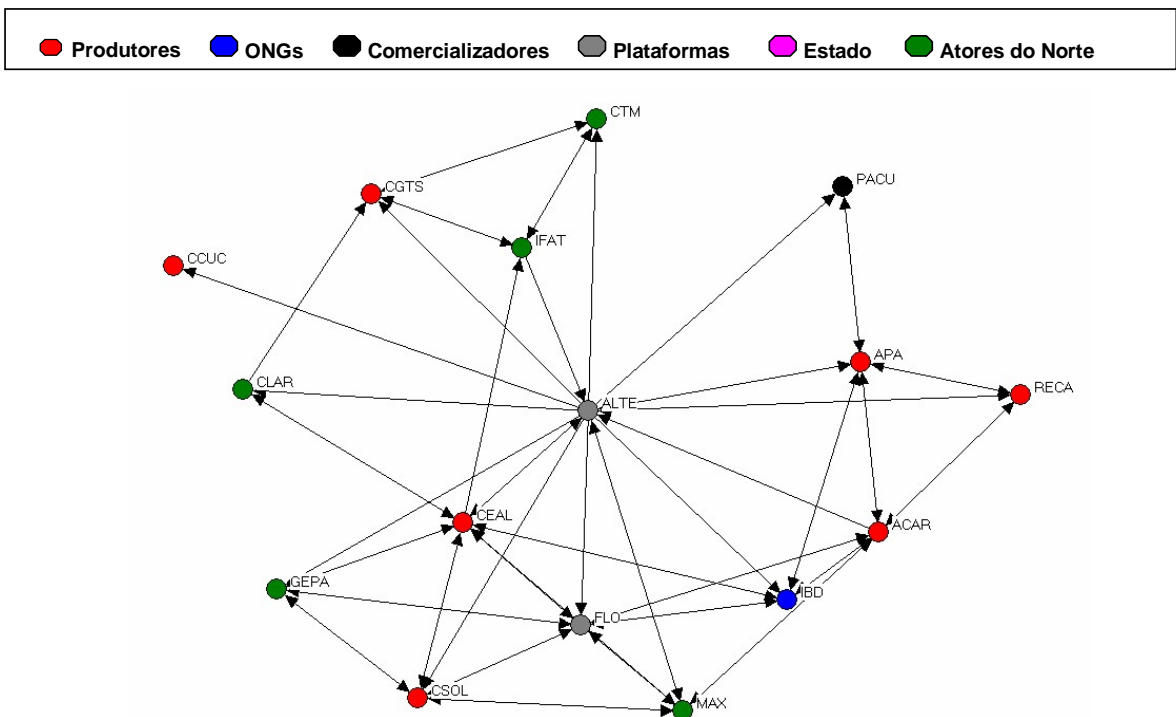 Produtores ONGs Comercializadores Plataformas Estado Atores do Norte
CTM
PACU
CGTS
IFAT
CCUC
APA
CLAR
RECA
ALTE
CEAL
ACAR
GEPA
IBD
FLO
CSOL
MAX